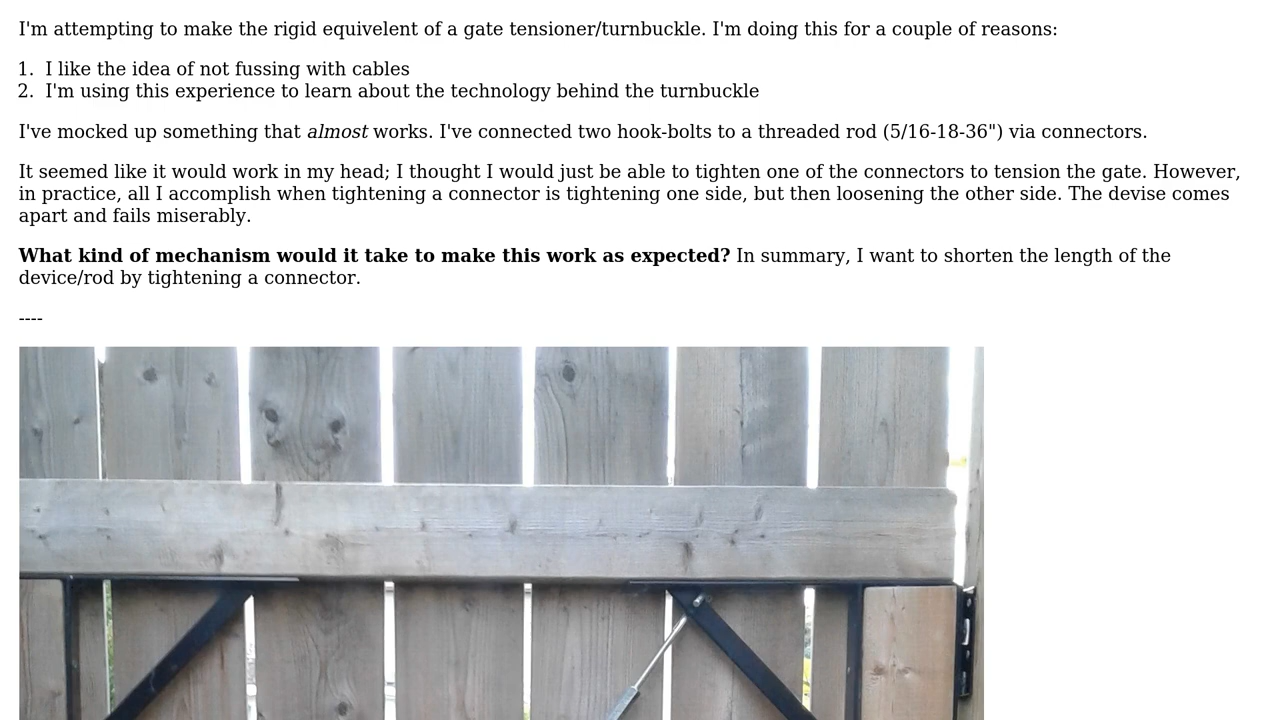 I'm attempting to make the rigid equivelent of a gate tensioner/turnbuckle. I'm doing this for a couple of reasons:
1. I like the idea of not fussing with cables
2. I'm using this experience to learn about the technology behind the turnbuckle
I've mocked up something that almost works. I've connected two hook-bolts to a threaded rod (5/16-18-36") via connectors.
It seemed like it would work in my head; I thought I would just be able to tighten one of the connectors to tension the gate. However,
in practice, all I accomplish when tightening a connector is tightening one side, but then loosening the other side. The devise comes
apart and fails miserably.
What kind of mechanism would it take to make this work as expected? In summary, I want to shorten the length of the
device/rod by tightening a connector.
----